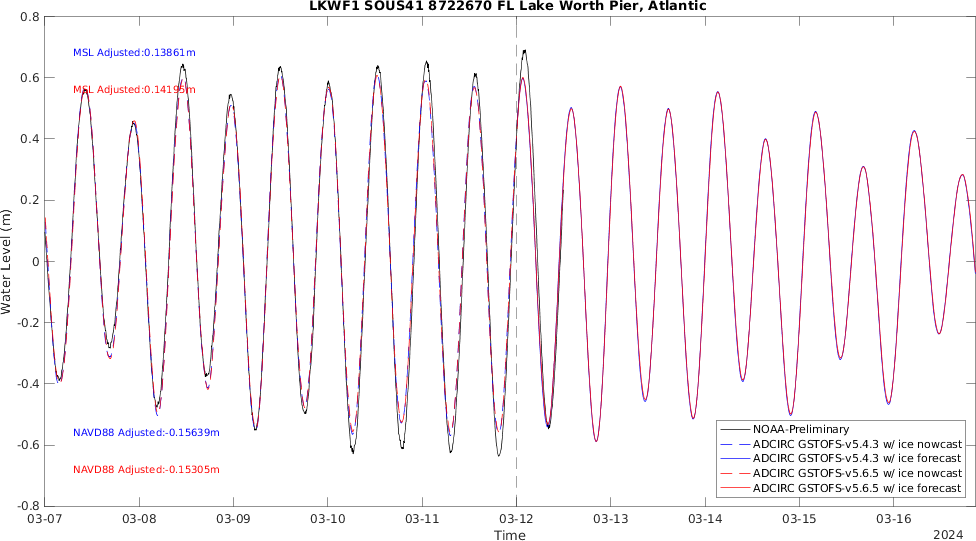 LKWF1 SOUS41 8722670 FL Lake Worth Pier, Atlantic
0.8
0.6
0.4
0.2
0
-0.2
-0.4
-0.6
-0.8
Water Level (m)
MSL Adjusted:0.13861m
MSL Adjusted:0.14195m
NAVD88 Adjusted:-0.15639m
NAVD88 Adjusted:-0.15305m
NOAA-Preliminary
ADCIRC GSTOFS-v5.4.3 w/ ice nowcast
ADCIRC GSTOFS-v5.4.3 w/ ice forecast
ADCIRC GSTOFS-v5.6.5 w/ ice nowcast
ADCIRC GSTOFS-v5.6.5 w/ ice forecast
03-07 03-08 03-09 03-10 03-11 03-12 03-13 03-14 03-15 03-16
Time
2024